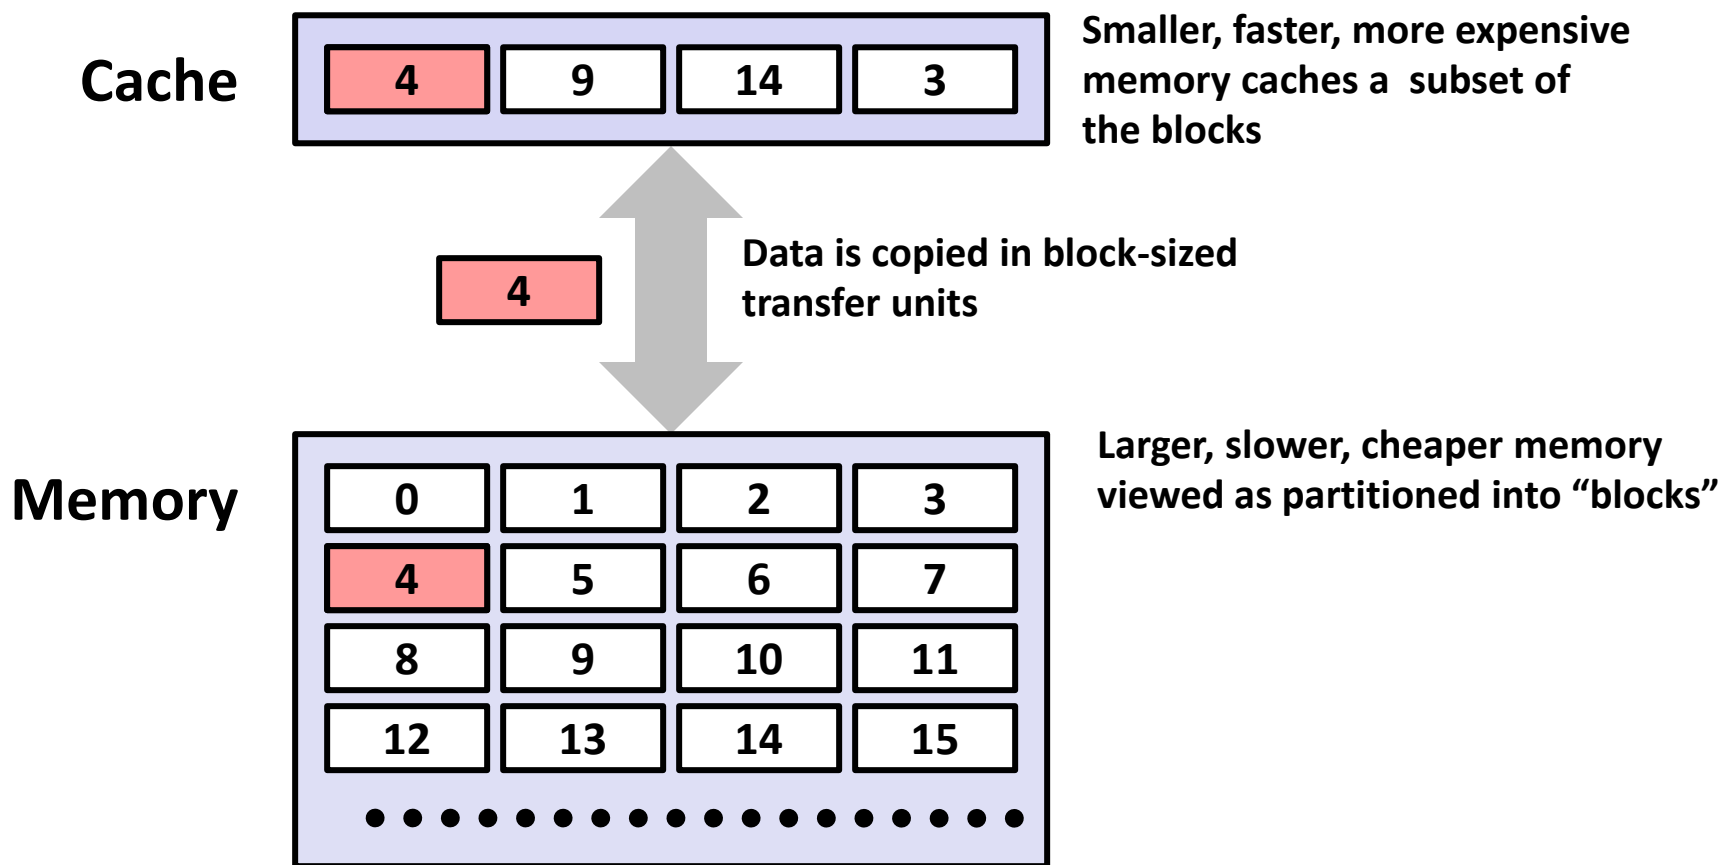 Cache
4 9 14 3
Smaller, faster, more expensive
memory caches a  subset of
the blocks
4
Data is copied in block-sized
transfer units
Memory
Larger, slower, cheaper memory
viewed as partitioned into “blocks”
0 1 2 3
4 5 6 7
8 9 10 11
12 13 14 15